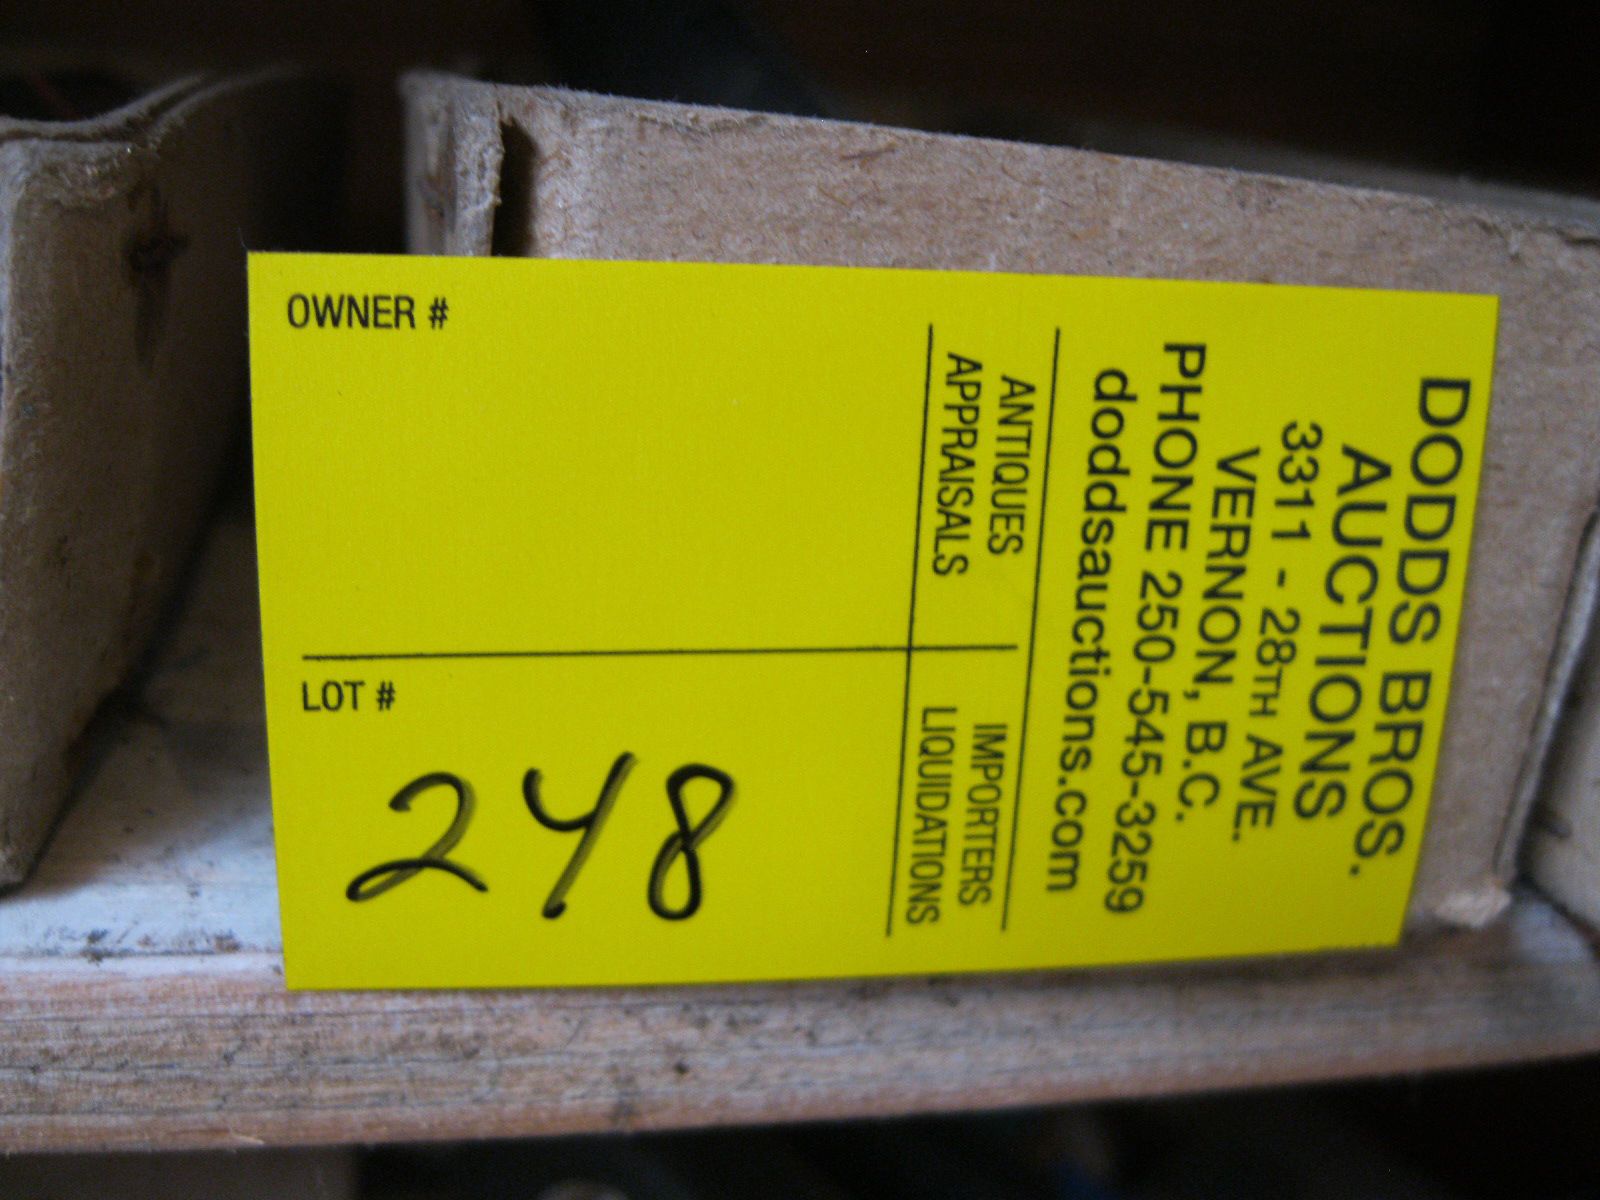 DODDS BROS.
AUCTIONS
3311 - 28TH AVE.
VERNON, B.C.
PHONE 250-545-3259
doddsauctions.com
ANTIQUES
APPRAISALS
IMPORTERS
LIQUIDATIONS
OWNER #
LOT #
248